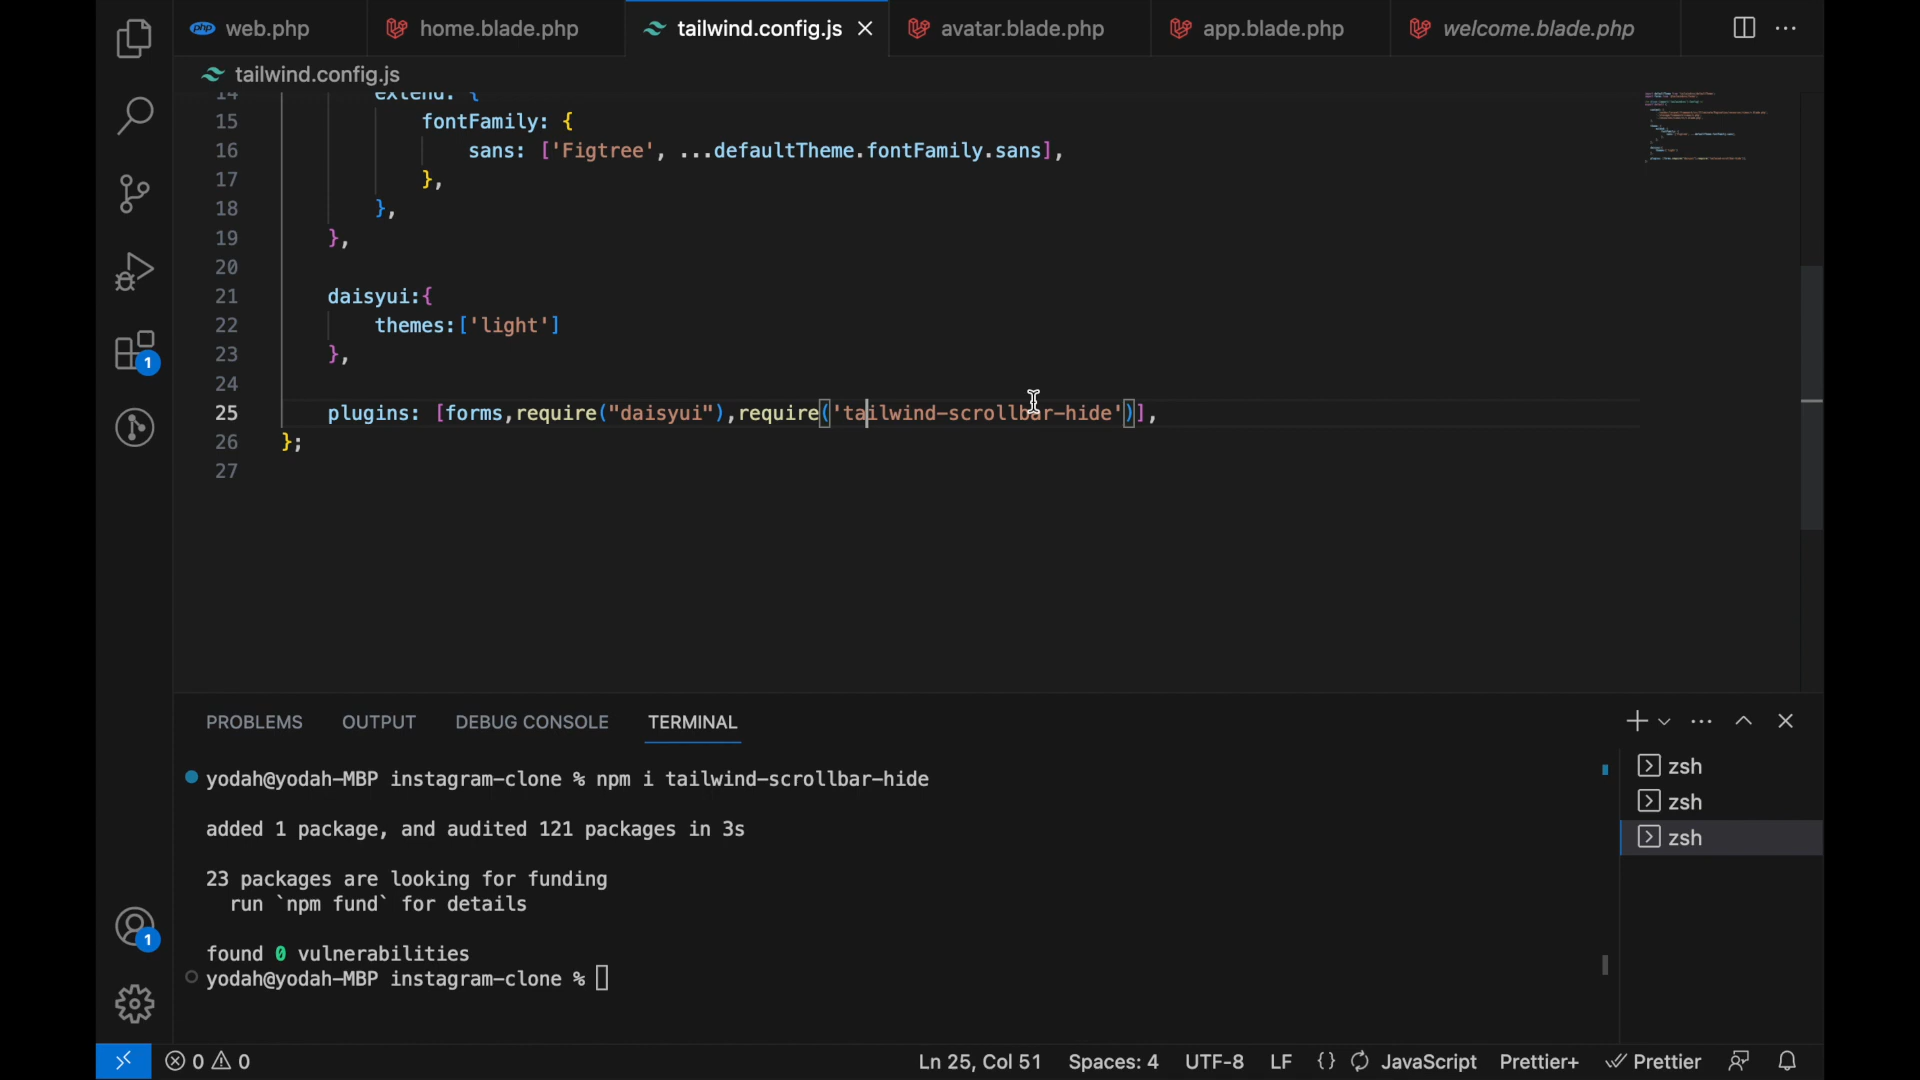 web.php
home.blade.php
tailwind.config.js
avatar.blade.php
app.blade.php
welcome.blade.php
tailwind.config.js
14 extend: {
15 fontFamily: {
16 sans: ['Figtree', ...defaultTheme.fontFamily.sans],
17 },
18 },
19 },
20
21 daisyui:{
22 themes:['light']
23 },
24
25 plugins: [forms,require("daisyui"),require('tailwind-scrollbar-hide')],
26 };
27
1
PROBLEMS OUTPUT DEBUG CONSOLE TERMINAL
yodah@yodah-MBP instagram-clone % npm i tailwind-scrollbar-hide
added 1 package, and audited 121 packages in 3s
23 packages are looking for funding
run `npm fund` for details
found 0 vulnerabilities
yodah@yodah-MBP instagram-clone %
zsh
zsh
zsh
1
0 0
Ln 25, Col 51 Spaces: 4 UTF-8 LF {} JavaScript Prettier+ Prettier